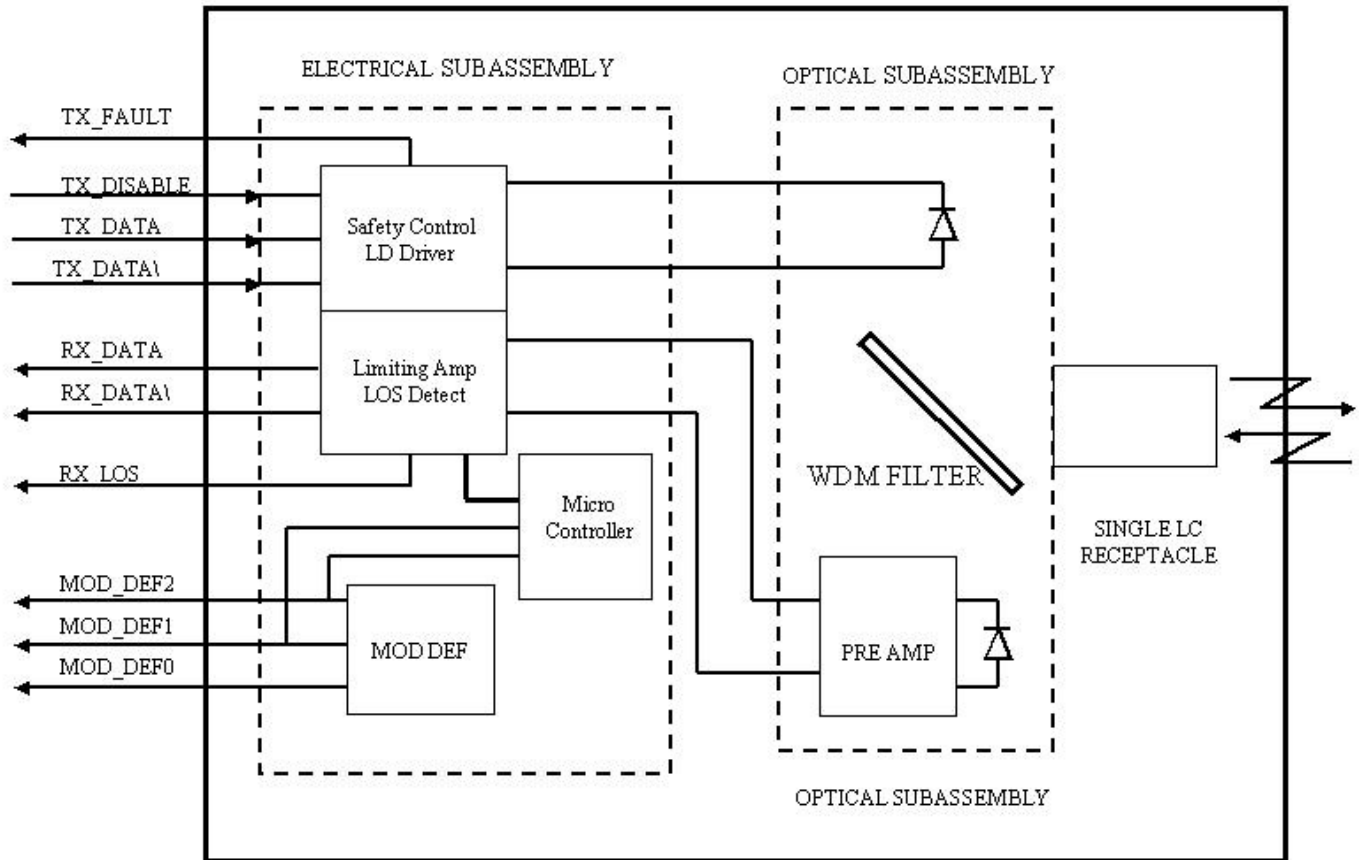 ELECTRICAL SUBASSEMBLY
OPTICAL SUBASSEMBLY
TX_FAULT
TX_DISABLE
TX_DATA
TX_DATA\
RX_DATA
RX_DATA\
RX_LOS
MOD_DEF2
MOD_DEF1
MOD_DEF0
Safety Control
LD Driver
Limiting Amp
LOS Detect
Micro
Controller
MOD DEF
WDM FILTER
PRE AMP
SINGLE LC
RECEPTACLE
OPTICAL SUBASSEMBLY